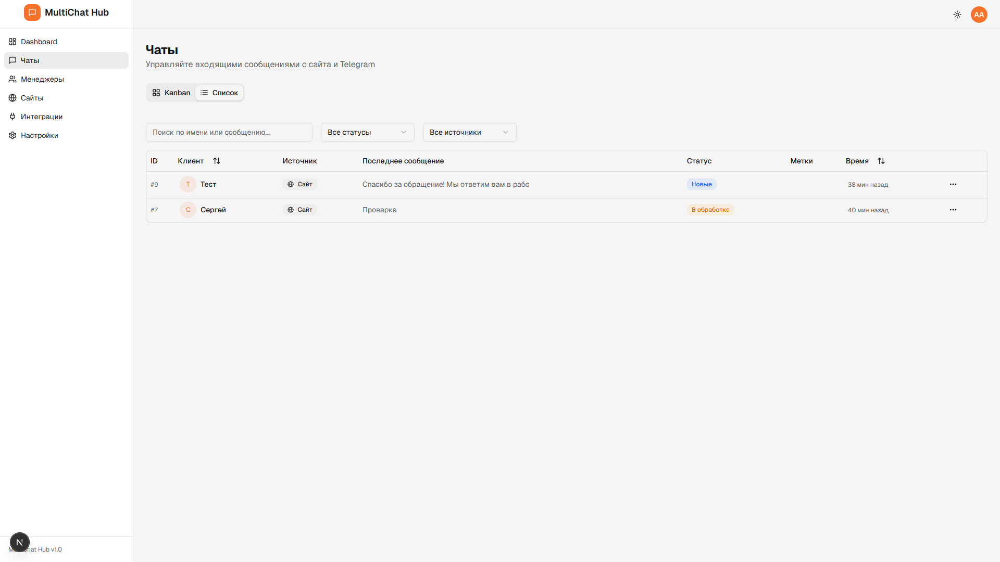 MultiChat Hub
AA
Dashboard
Чаты
Менеджеры
Сайты
Интеграции
Настройки
Чаты
Управляйте входящими сообщениями с сайта и Telegram
Kanban Список
Поиск по имени или сообщению... Все статусы Все источники
ID Клиент Источник Последнее сообщение Статус Метки Время
#9 Т Тест Сайт Спасибо за обращение! Мы ответим вам в рабо Новые 38 мин назад
#7 С Сергей Сайт Проверка В обработке 40 мин назад
N
Hub v1.0